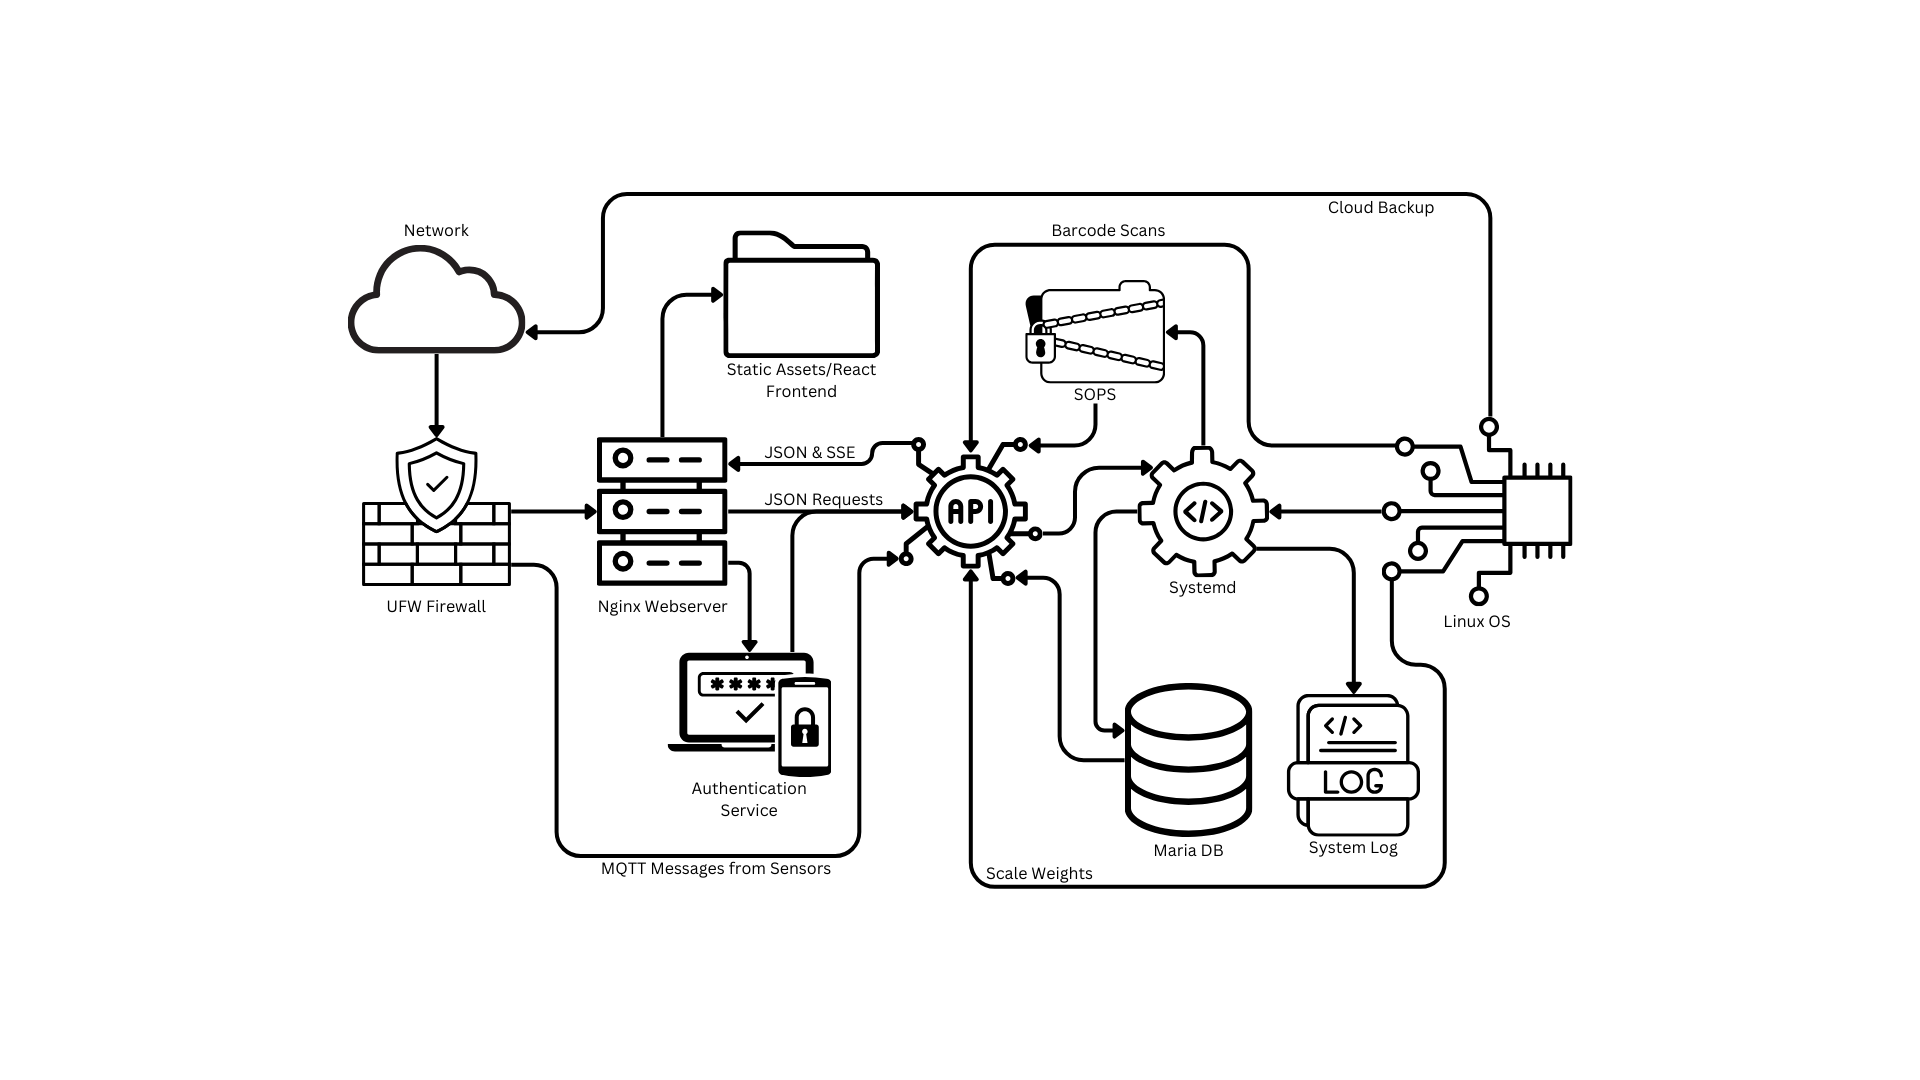 Cloud Backup
Network
Barcode Scans
Static Assets/React
Frontend
SOPS
JSON & SSE
JSON Requests
API
</>
Systemd
UFW Firewall
Nginx Webserver
Linux OS
****
</>
LOG
Authentication
Service
Maria DB
System Log
MQTT Messages from Sensors
Scale Weights